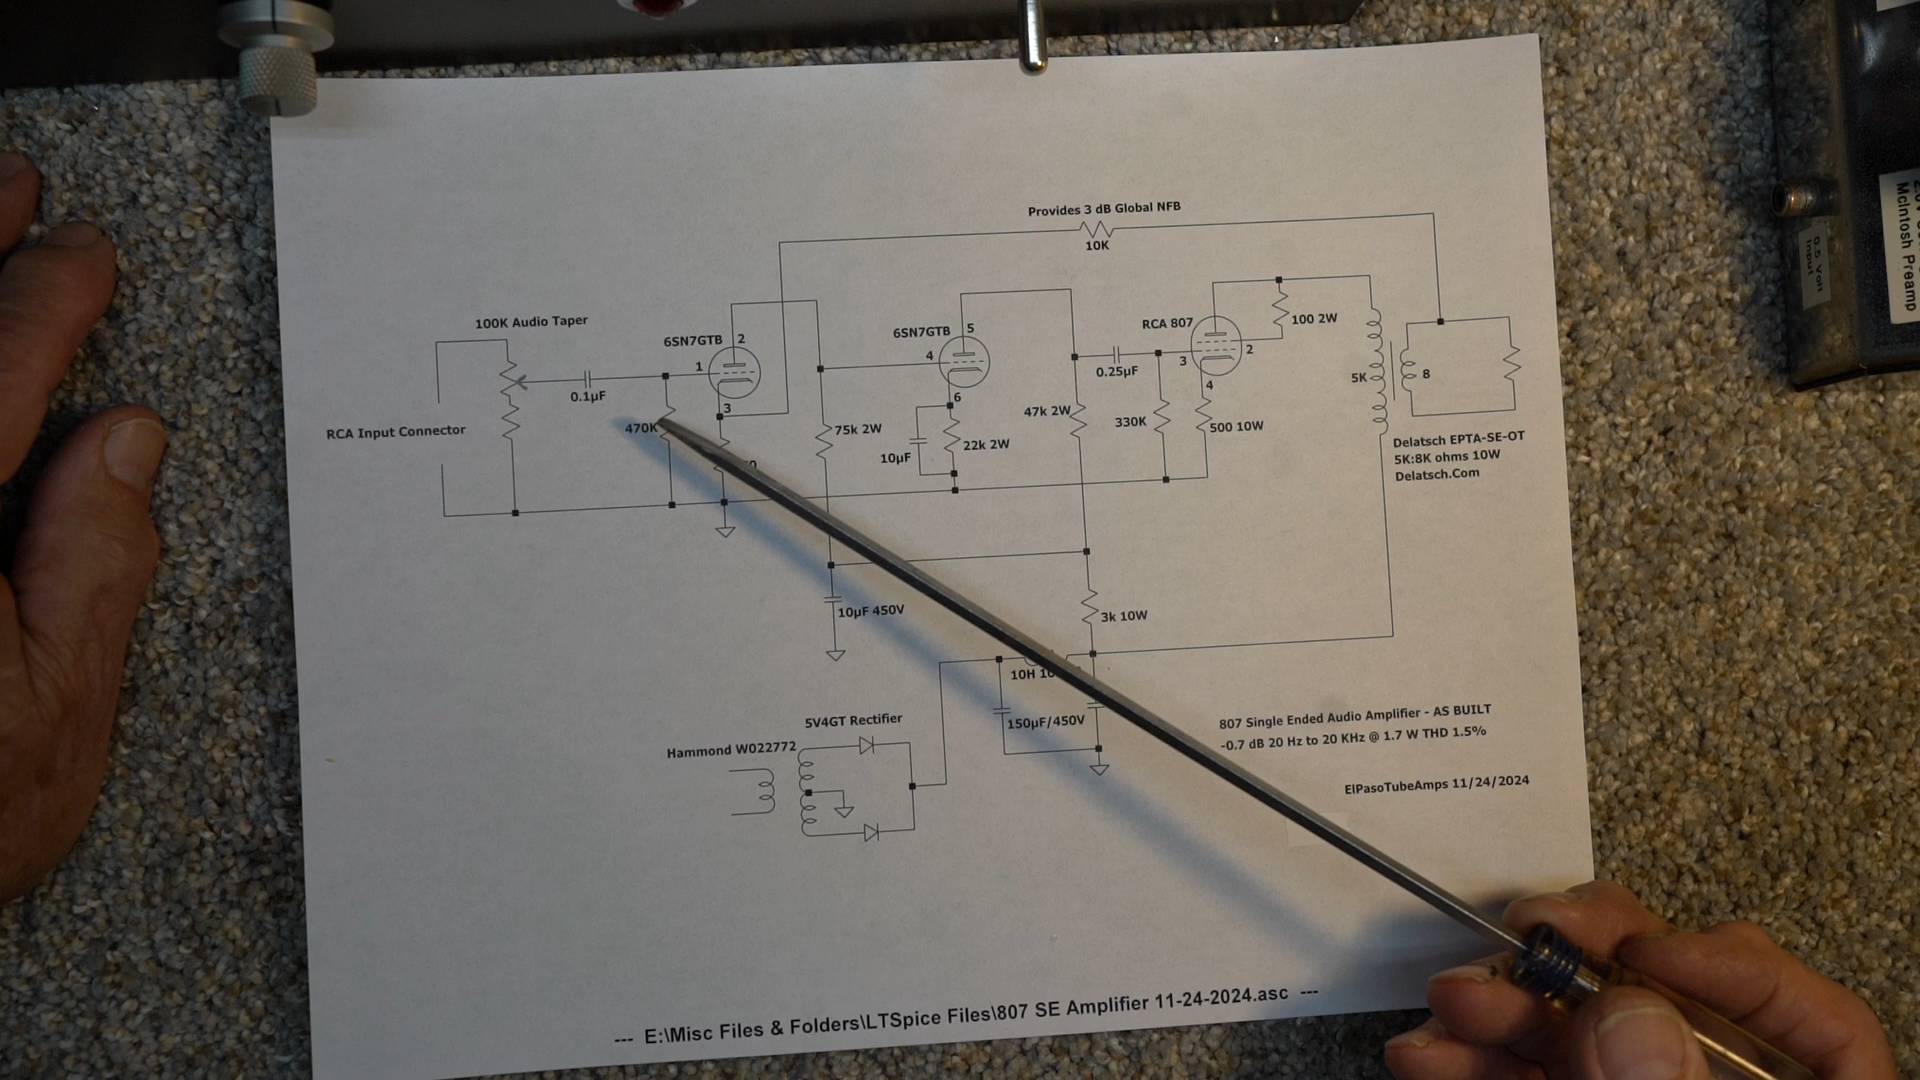 Provides 3 dB Global NFB
10K
100K Audio Taper
0.1µF
RCA Input Connector
470K
6SN7GTB
1
2
3
75k 2W
6SN7GTB
4
5
6
10µF
22k 2W
47k 2W
0.25µF
330K
RCA 807
3
2
4
500 10W
100 2W
5K
8
Delatsch EPTA-SE-OT
5K:8K ohms 10W
Delatsch.Com
10µF 450V
3k 10W
10H
150µF/450V
5V4GT Rectifier
Hammond W022772
807 Single Ended Audio Amplifier - AS BUILT
-0.7 dB 20 Hz to 20 KHz @ 1.7 W THD 1.5%
ElPasoTubeAmps 11/24/2024
--- E:\Misc Files & Folders\LTSpice Files\807 SE Amplifier 11-24-2024.asc ---
0.5 Volt
Input
McIntosh Preamp